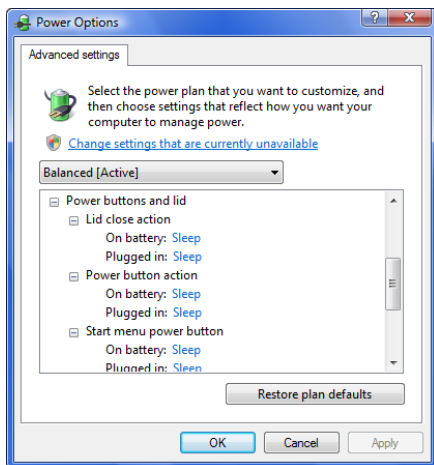 Power Options
Advanced settings
Select the power plan that you want to customize, and
then choose settings that reflect how you want your
computer to manage power.
Change settings that are currently unavailable
Balanced [Active]
Power buttons and lid
Lid close action
On battery: Sleep
Plugged in: Sleep
Power button action
On battery: Sleep
Plugged in: Sleep
Start menu power button
On battery: Sleep
Plugged in: Sleep
Restore plan defaults
OK
Cancel
Apply